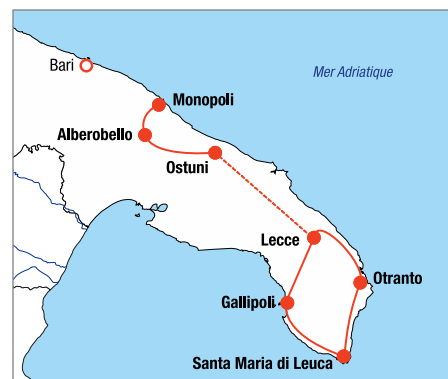 Bari
Mer Adriatique
Monopoli
Alberobello
Ostuni
Lecce
Otranto
Gallipoli
Santa Maria di Leuca